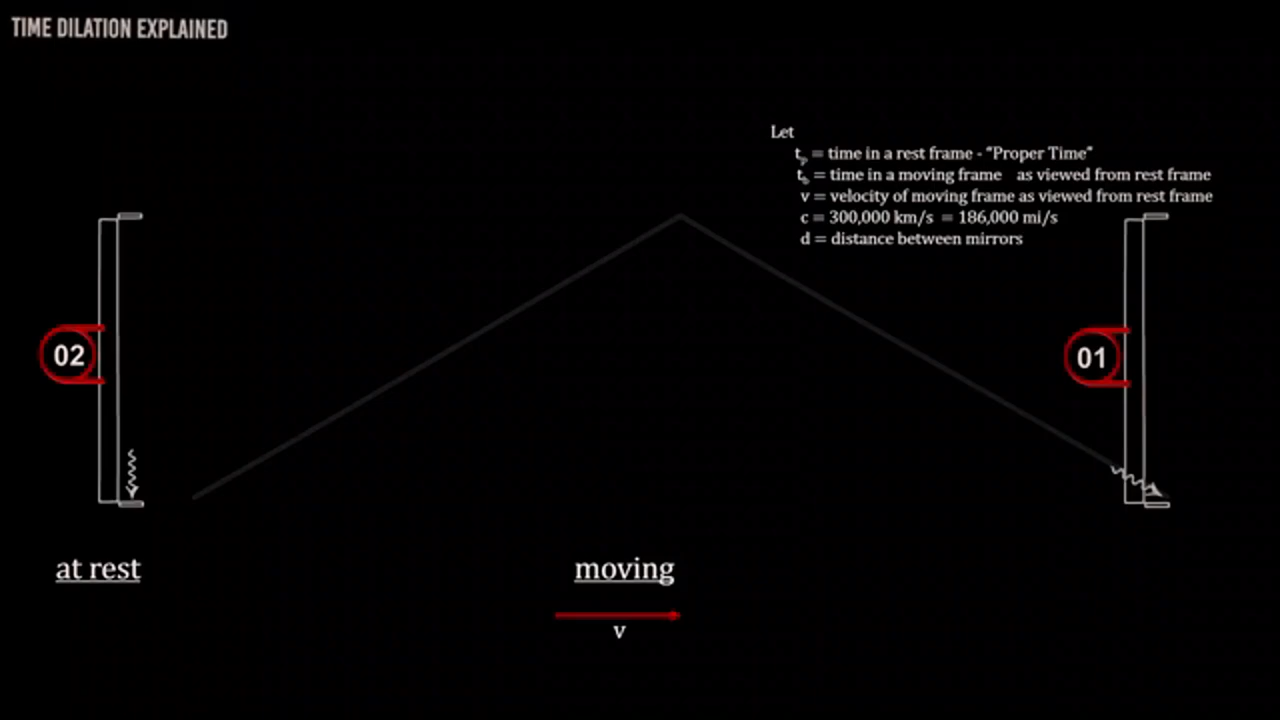 TIME DILATION EXPLAINED
Let
tₚ = time in a rest frame - "Proper Time"
tₒ = time in a moving frame as viewed from rest frame
v = velocity of moving frame as viewed from rest frame
c = 300,000 km/s = 186,000 mi/s
d = distance between mirrors
02
01
at rest
moving
v